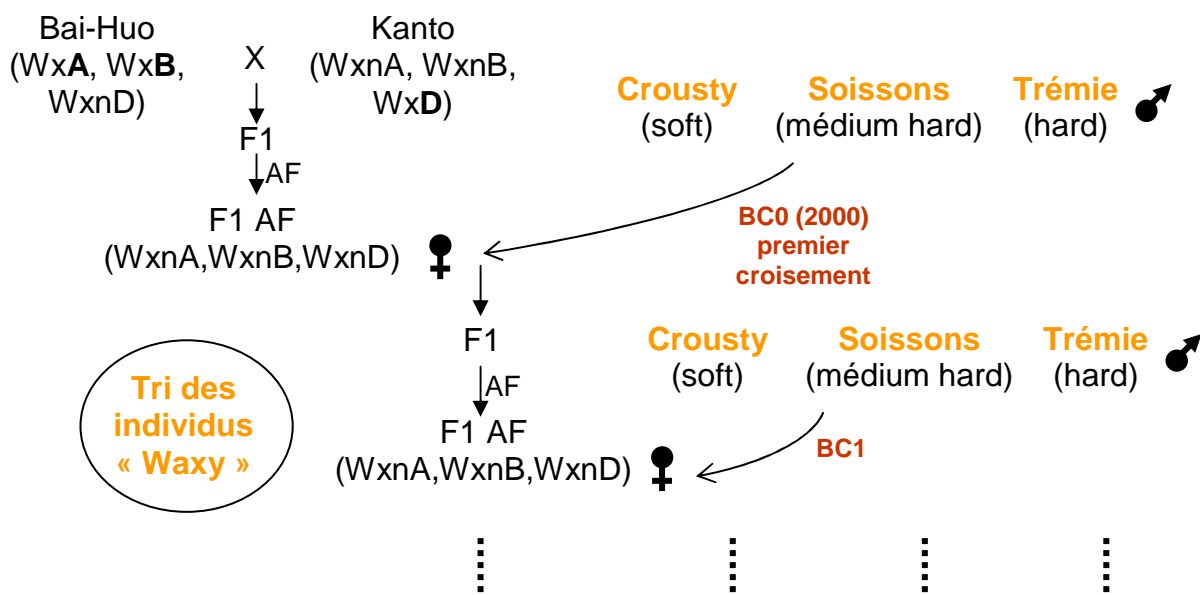 Bai-Huo
(WxA, WxB,
WxnD)
X
Kanto
(WxnA, WxnB,
WxD)
F1
AF
F1 AF
(WxnA,WxnB,WxnD)
Crousty
(soft)
Soissons
(médium hard)
Trémie
(hard)
BC0 (2000)
premier
croisement
F1
AF
F1 AF
(WxnA,WxnB,WxnD)
Crousty
(soft)
Soissons
(médium hard)
Trémie
(hard)
BC1
Tri des
individus
« Waxy »